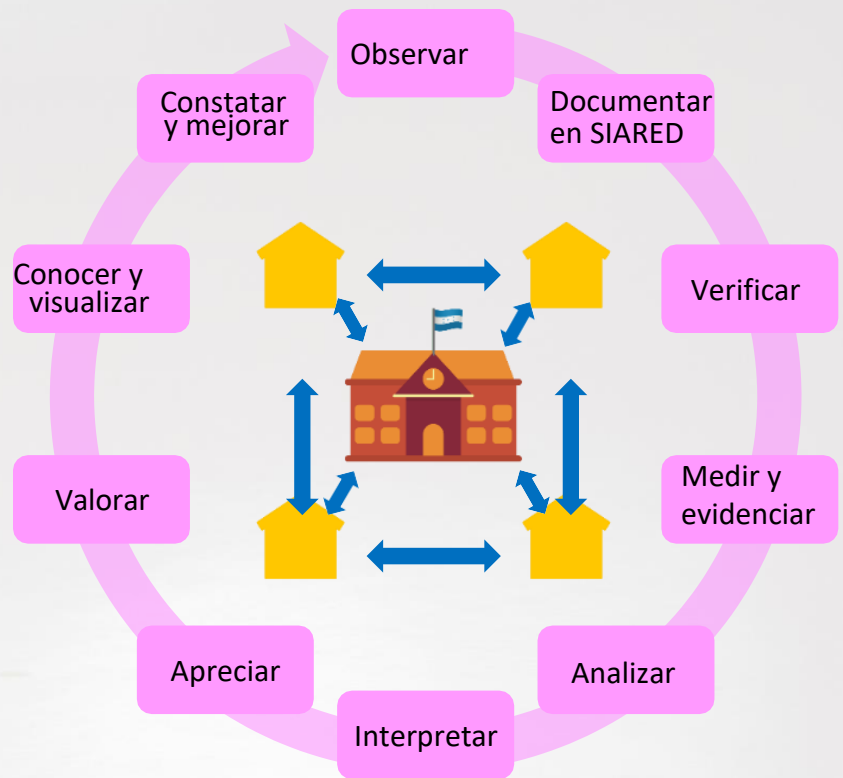 Observar
Documentar
en SIARED
Verificar
Medir y
evidenciar
Analizar
Interpretar
Apreciar
Valorar
Conocer y
visualizar
Constatar
y mejorar